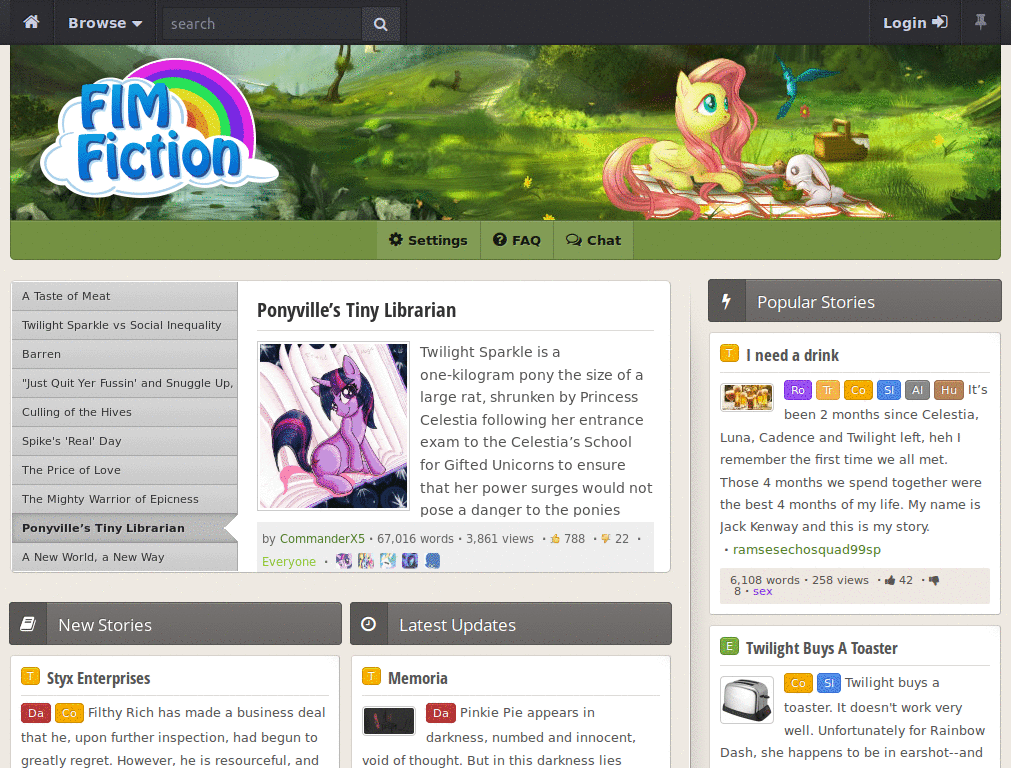 Browse
search
Login
FIM
Fiction
Settings
FAQ
Chat
A Taste of Meat
Twilight Sparkle vs Social Inequality
Barren
"Just Quit Yer Fussin' and Snuggle Up,
Culling of the Hives
Spike's 'Real' Day
The Price of Love
The Mighty Warrior of Epicness
Ponyville’s Tiny Librarian
A New World, a New Way
Ponyville’s Tiny Librarian
Twilight Sparkle is a
one-kilogram pony the size of a
large rat, shrunken by Princess
Celestia following her entrance
exam to the Celestia’s School
for Gifted Unicorns to ensure
that her power surges would not
pose a danger to the ponies
by CommanderX5 · 67,016 words · 3,861 views · 788 · 22 ·
Everyone ·
New Stories
T Styx Enterprises
Da Co Filthy Rich has made a business deal
that he, upon further inspection, had begun to
greatly regret. However, he is resourceful, and
Latest Updates
T Memoria
Da Pinkie Pie appears in
darkness, numbed and innocent,
void of thought. But in this darkness lies
Popular Stories
T I need a drink
Ro Tr Co Sl Al Hu It’s
been 2 months since Celestia,
Luna, Cadence and Twilight left, heh I
remember the first time we all met.
Those 4 months we spend together were
the best 4 months of my life. My name is
Jack Kenway and this is my story.
· ramsesechosquad99sp
6,108 words · 258 views · 42 ·
8 · sex
E Twilight Buys A Toaster
Co Sl Twilight buys a
toaster. It doesn't work very
well. Unfortunately for Rainbow
Dash, she happens to be in earshot--and